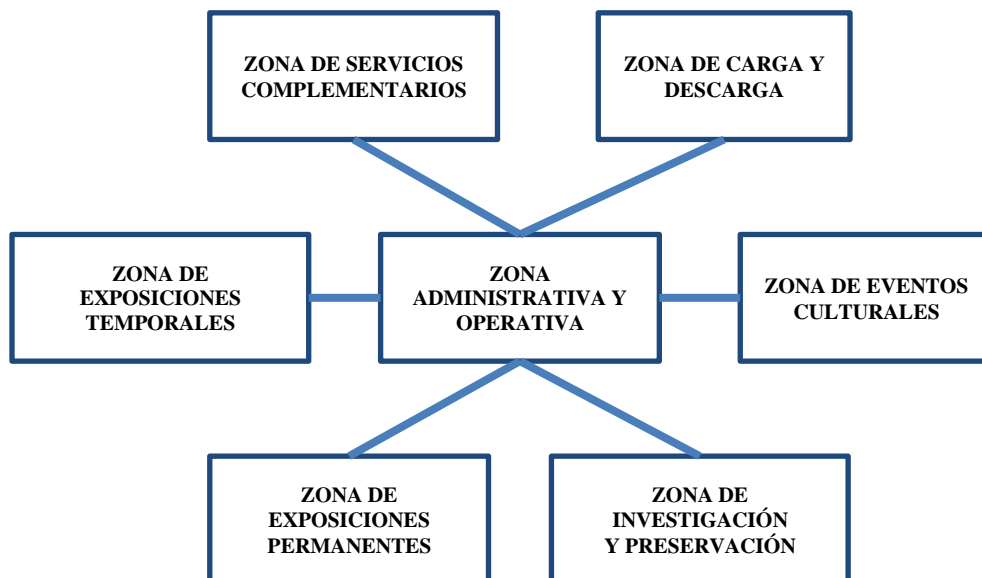 ZONA DE SERVICIOS
COMPLEMENTARIOS
ZONA DE CARGA Y
DESCARGA
ZONA DE
EXPOSICIONES
TEMPORALES
ZONA
ADMINISTRATIVA Y
OPERATIVA
ZONA DE EVENTOS
CULTURALES
ZONA DE
EXPOSICIONES
PERMANENTES
ZONA DE
INVESTIGACIÓN
Y PRESERVACIÓN